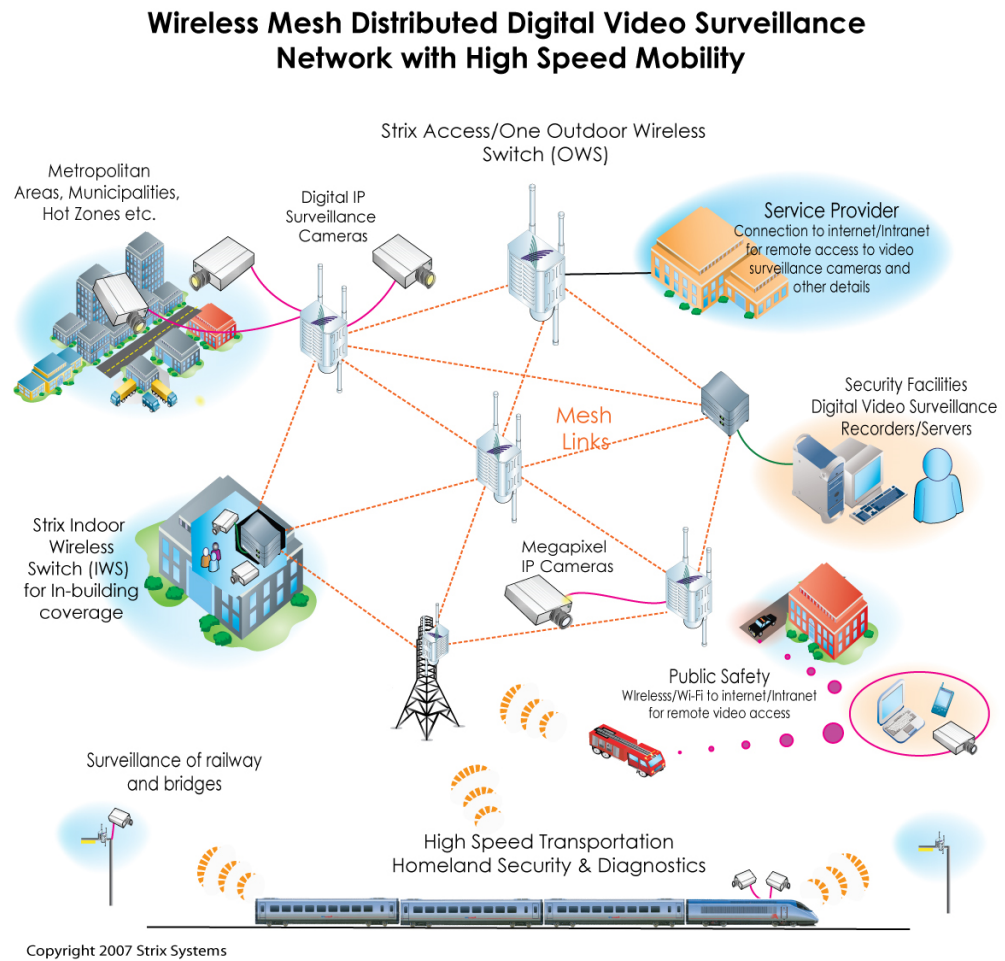 Wireless Mesh Distributed Digital Video Surveillance
Network with High Speed Mobility
Strix Access/One Outdoor Wireless
Switch (OWS)
Metropolitan
Areas, Municipalities,
Hot Zones etc.
Digital IP
Surveillance
Cameras
Service Provider
Connection to internet/Intranet
for remote access to video
surveillance cameras and
other details
Security Facilities
Digital Video Surveillance
Recorders/Servers
Mesh
Links
Strix Indoor
Wireless
Switch (IWS)
for In-building
coverage
Megapixel
IP Cameras
Public Safety
WIrelesss/Wi-Fi to internet/Intranet
for remote video access
Surveillance of railway
and bridges
High Speed Transportation
Homeland Security & Diagnostics
Copyright 2007 Strix Systems